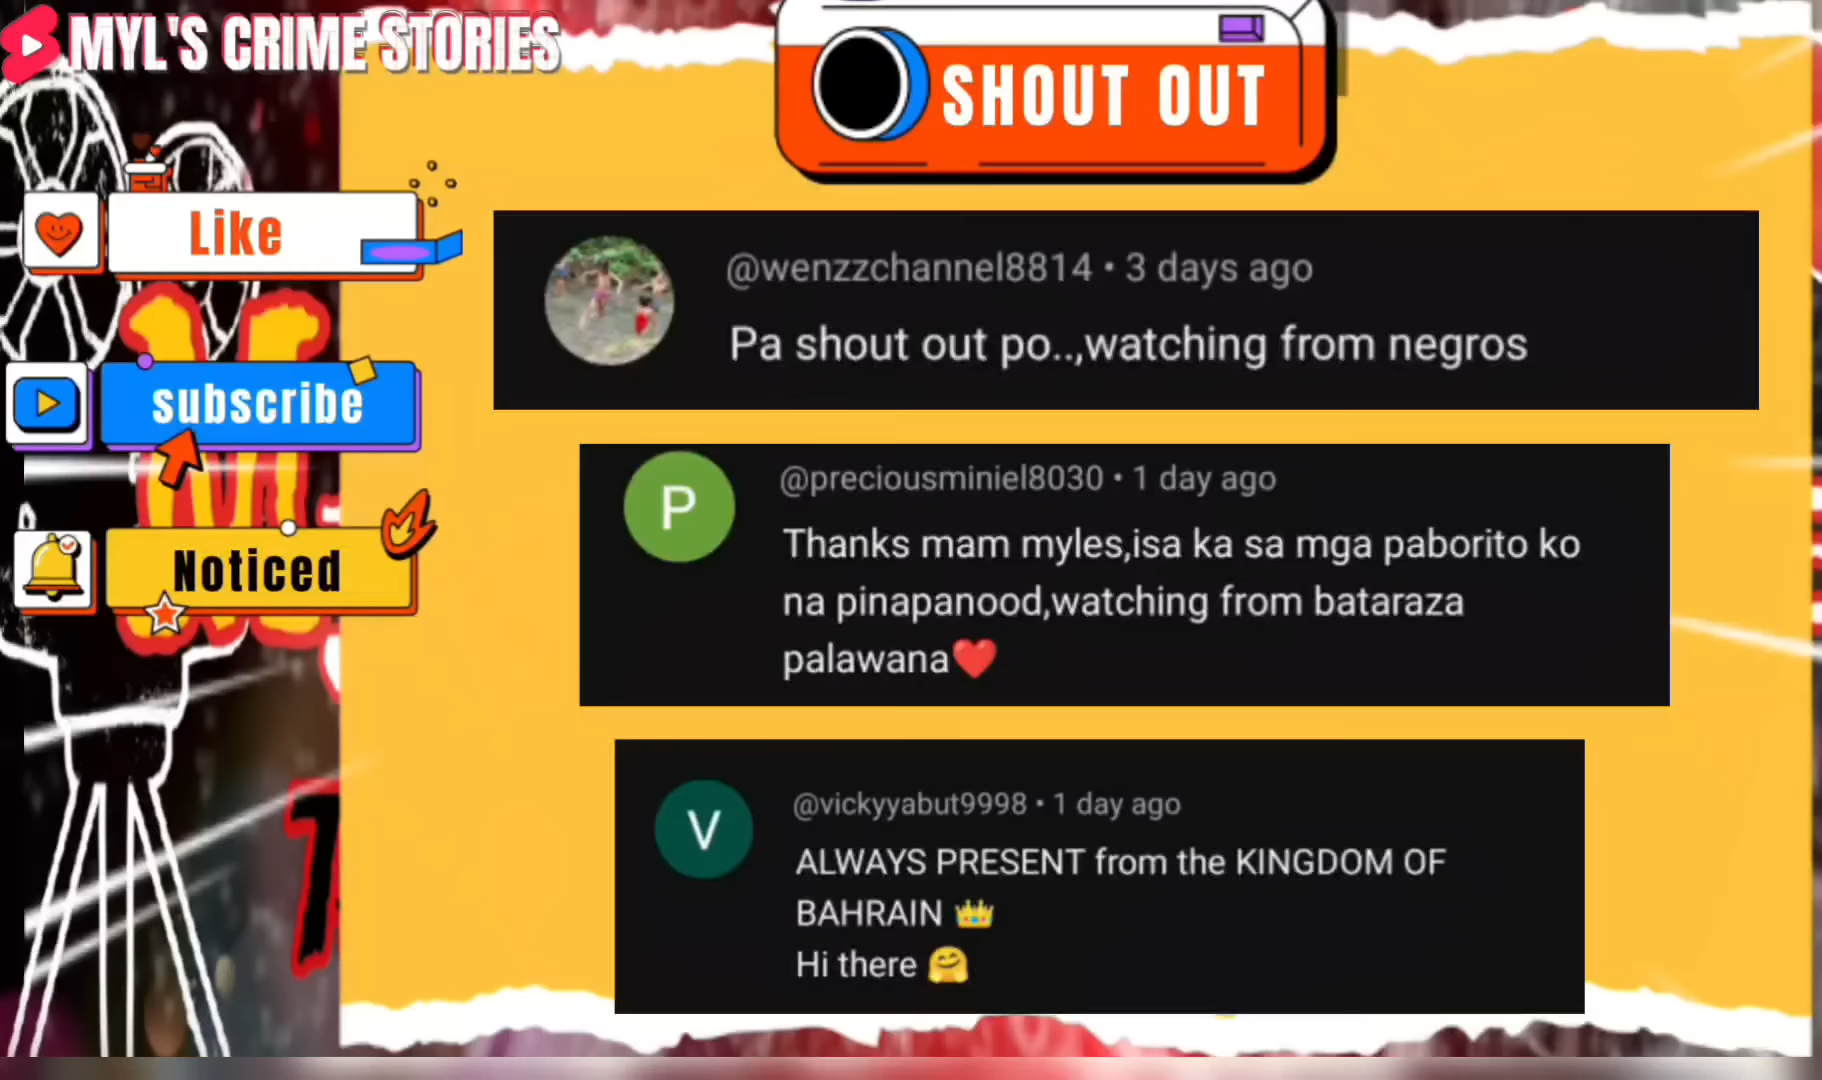 MYL'S CRIME STORIES
SHOUT OUT
Like
subscribe
Noticed
@wenzzchannel8814 • 3 days ago
Pa shout out po..,watching from negros
P
@preciousminiel8030 • 1 day ago
Thanks mam myles,isa ka sa mga paborito ko
na pinapanood,watching from bataraza
palawana❤️
V
@vickyyabut9998 • 1 day ago
ALWAYS PRESENT from the KINGDOM OF
BAHRAIN 👑
Hi there 🤗